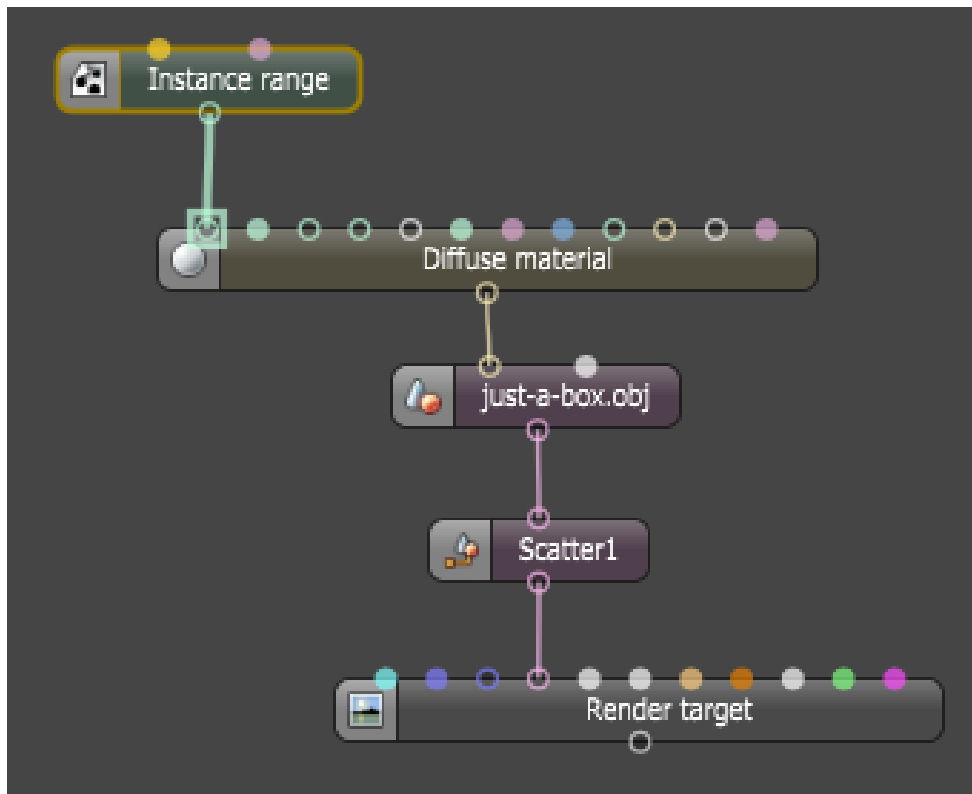 Instance range
Diffuse material
just-a-box.obj
Scatter1
Render target